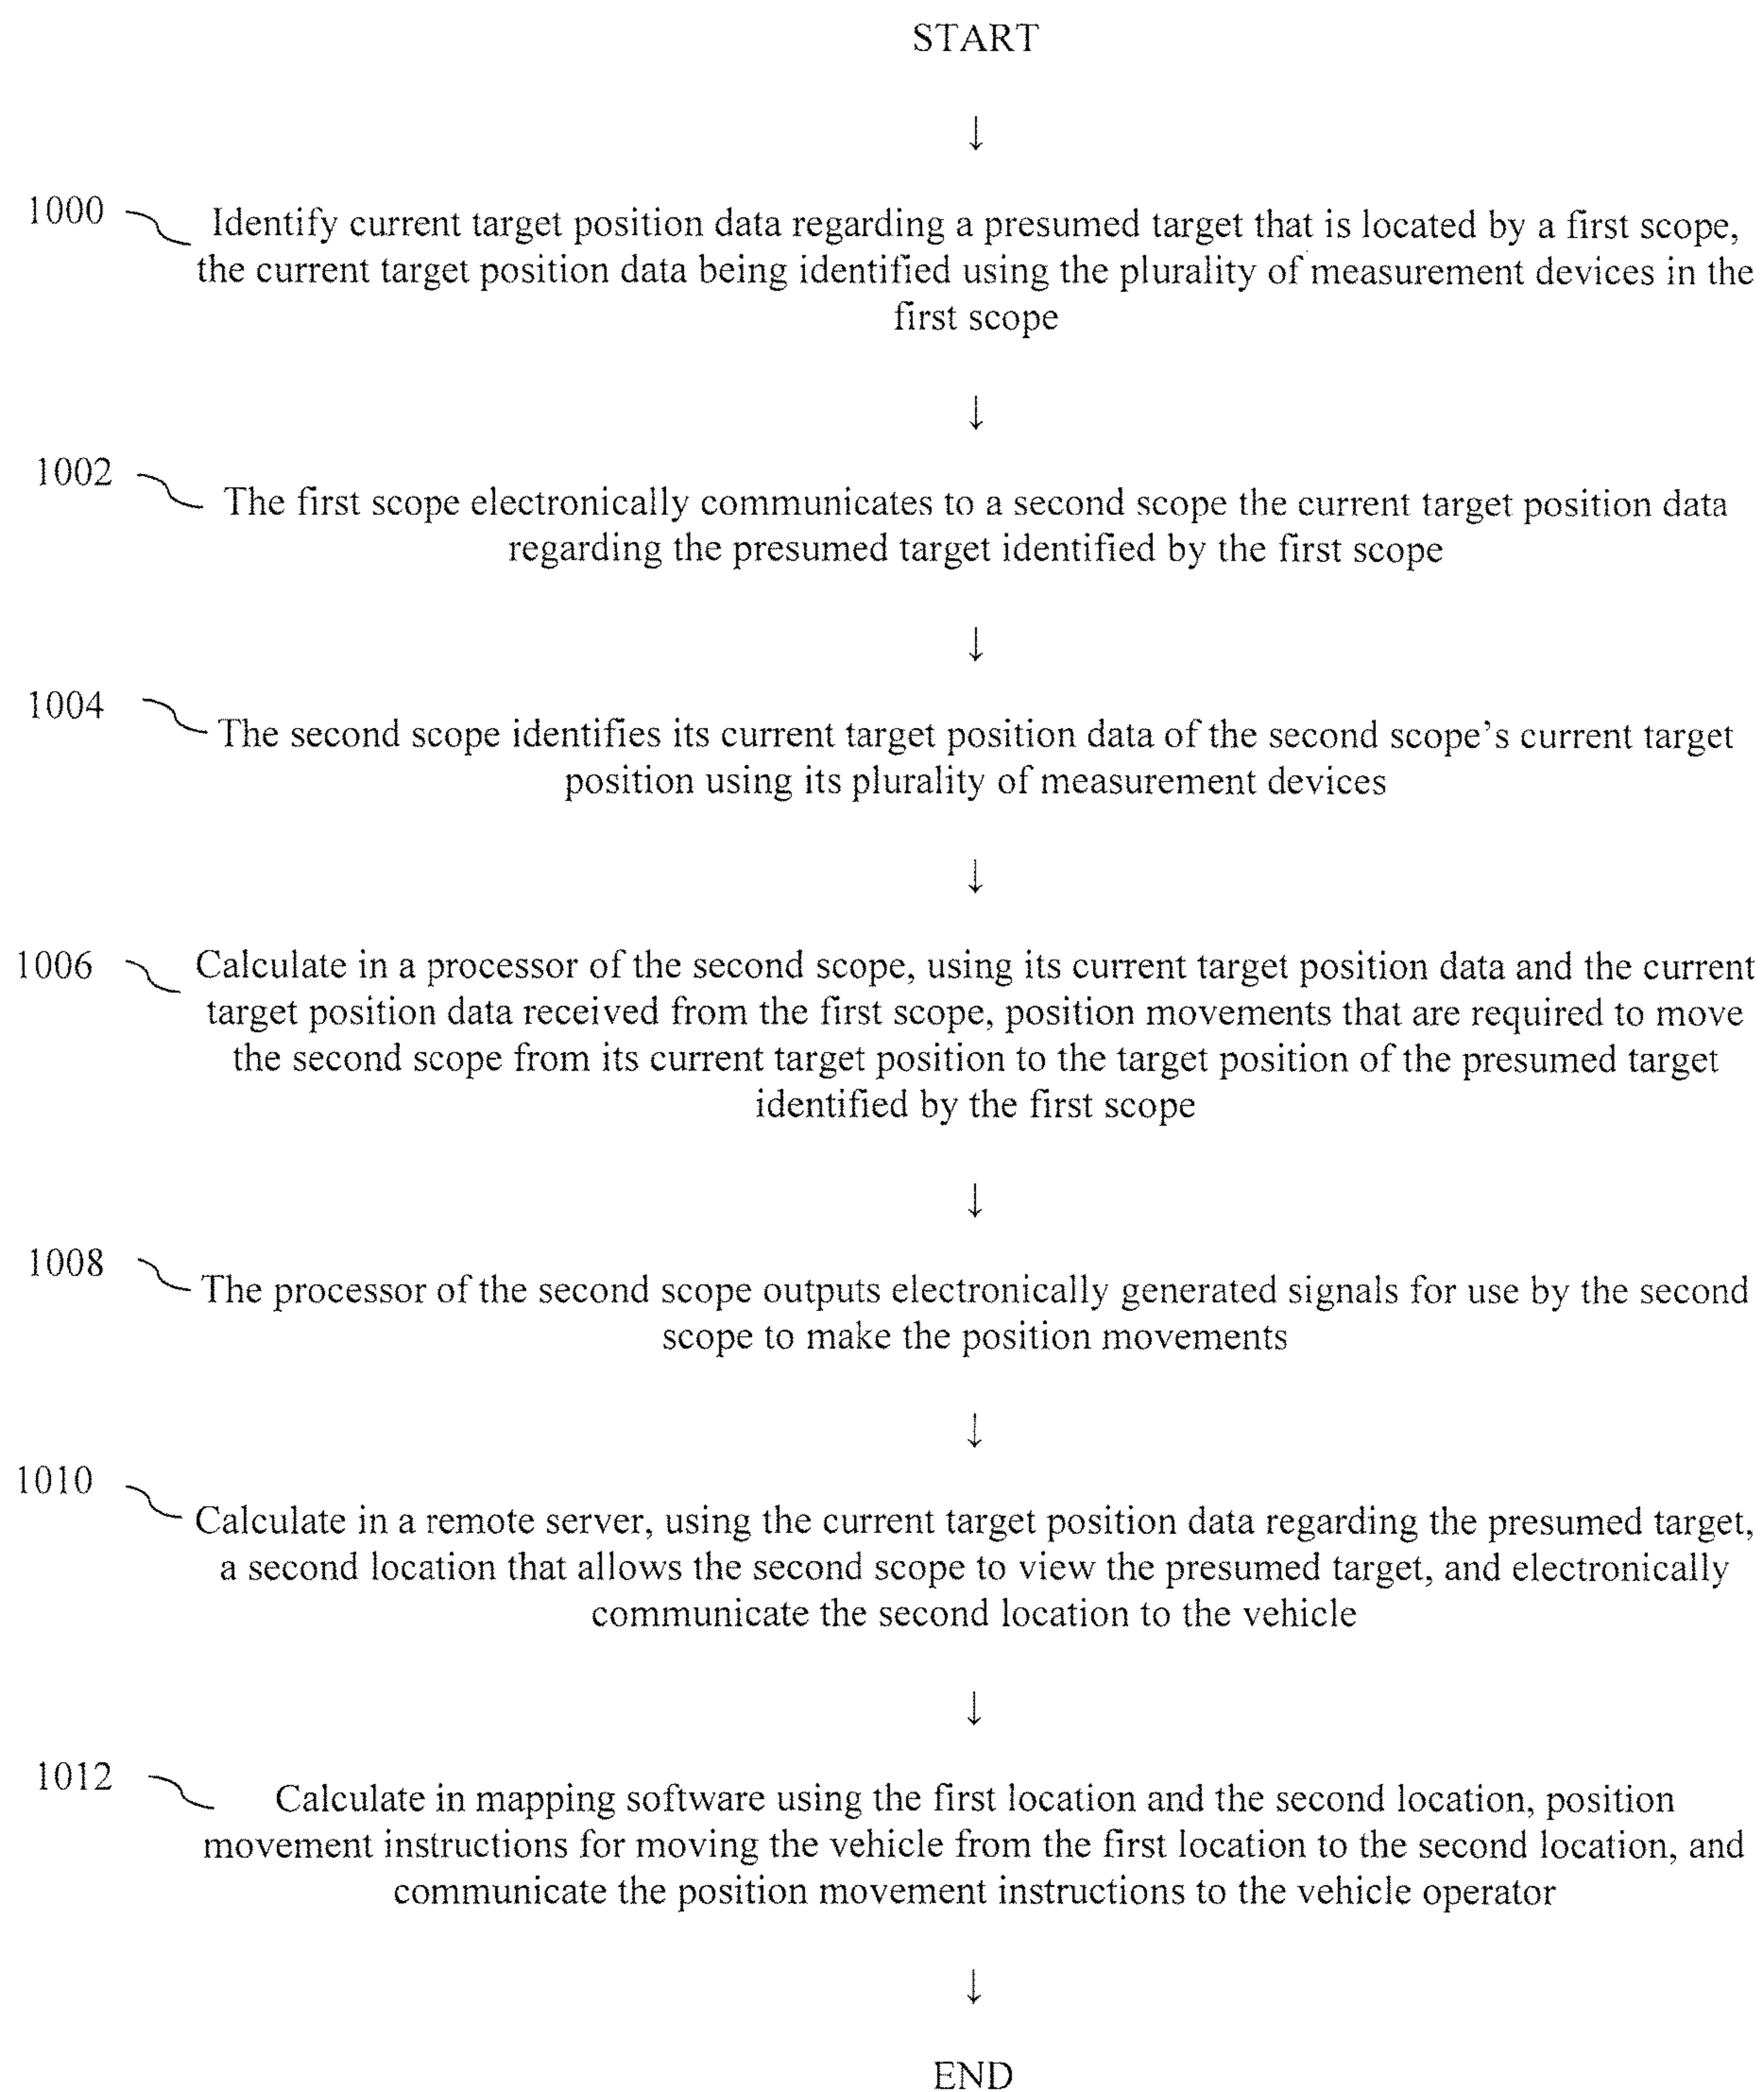 START
↓
1000
Identify current target position data regarding a presumed target that is located by a first scope,
the current target position data being identified using the plurality of measurement devices in the
first scope
↓
1002
The first scope electronically communicates to a second scope the current target position data
regarding the presumed target identified by the first scope
↓
1004
The second scope identifies its current target position data of the second scope's current target
position using its plurality of measurement devices
↓
1006
Calculate in a processor of the second scope, using its current target position data and the current
target position data received from the first scope, position movements that are required to move
the second scope from its current target position to the target position of the presumed target
identified by the first scope
↓
1008
The processor of the second scope outputs electronically generated signals for use by the second
scope to make the position movements
↓
1010
Calculate in a remote server, using the current target position data regarding the presumed target,
a second location that allows the second scope to view the presumed target, and electronically
communicate the second location to the vehicle
↓
1012
Calculate in mapping software using the first location and the second location, position
movement instructions for moving the vehicle from the first location to the second location, and
communicate the position movement instructions to the vehicle operator
↓
END